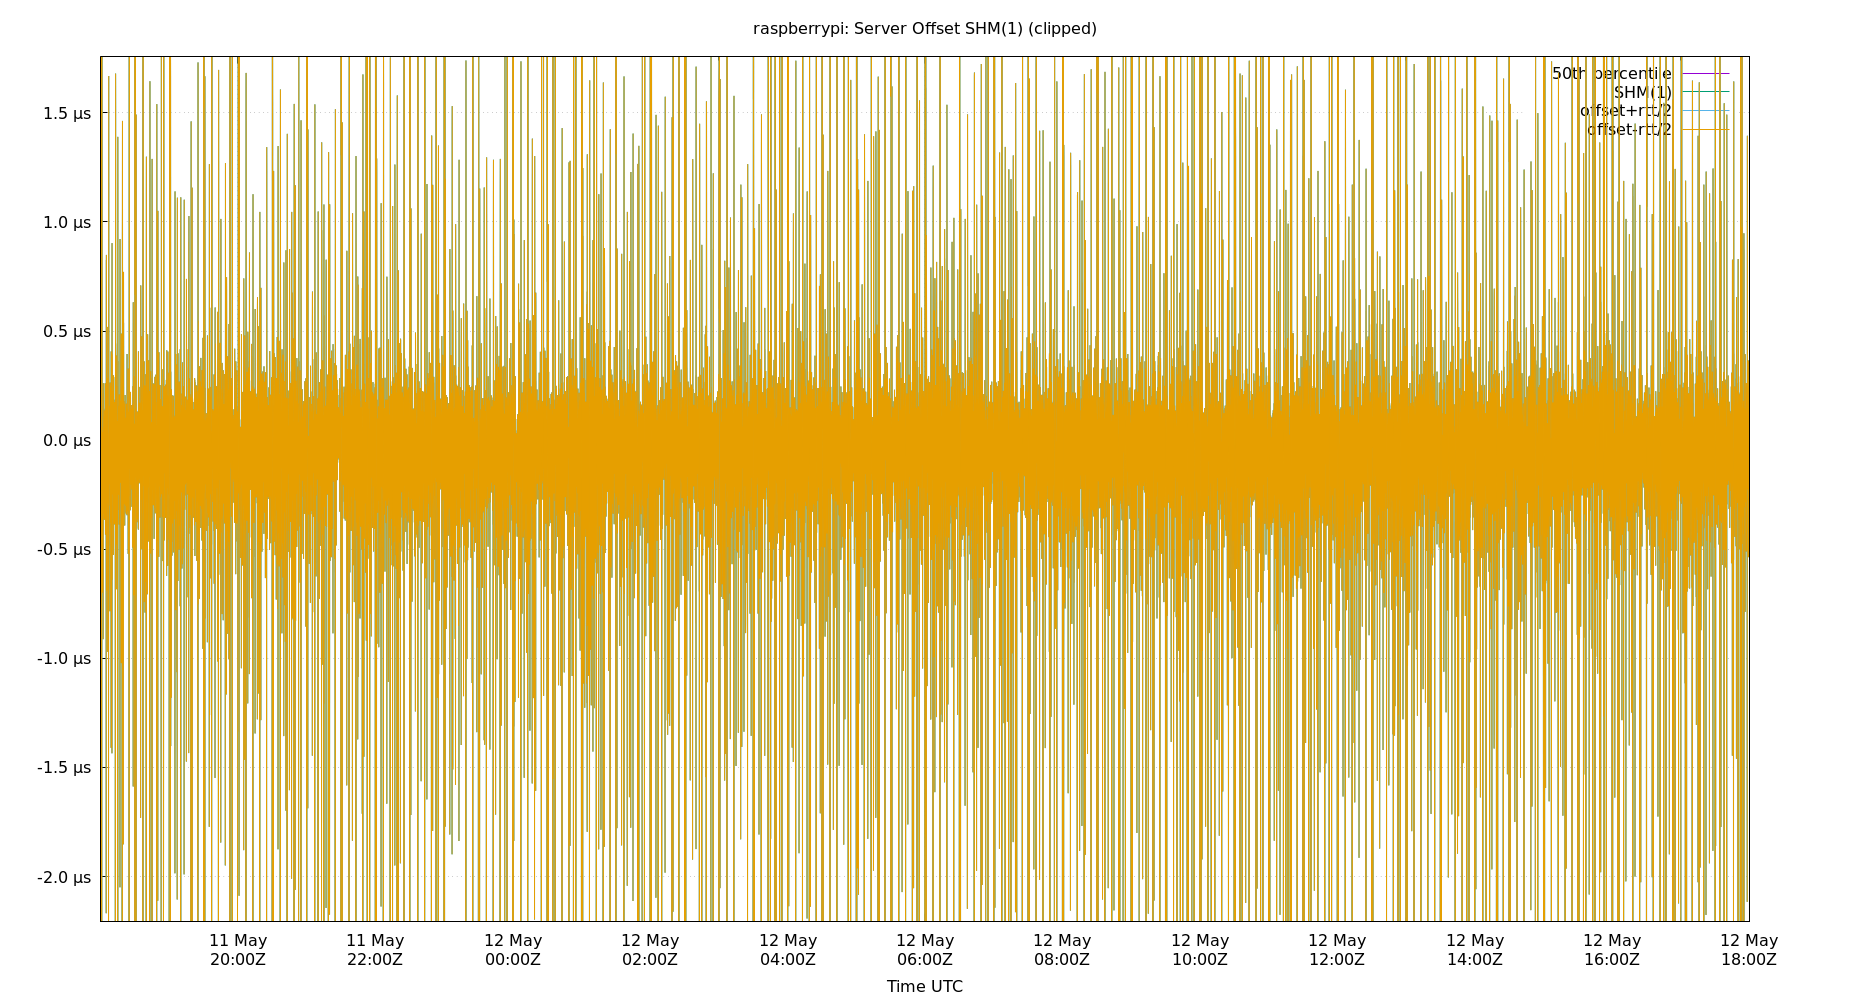 raspberrypi: Server Offset SHM(1) (clipped)
50th percentile
SHM(1)
offset+rtt/2
offset-rtt/2
1.5 µs
1.0 µs
0.5 µs
0.0 µs
-0.5 µs
-1.0 µs
-1.5 µs
-2.0 µs
11 May 11 May 12 May 12 May 12 May 12 May 12 May 12 May 12 May 12 May 12 May 12 May
20:00Z 22:00Z 00:00Z 02:00Z 04:00Z 06:00Z 08:00Z 10:00Z 12:00Z 14:00Z 16:00Z 18:00Z
Time UTC